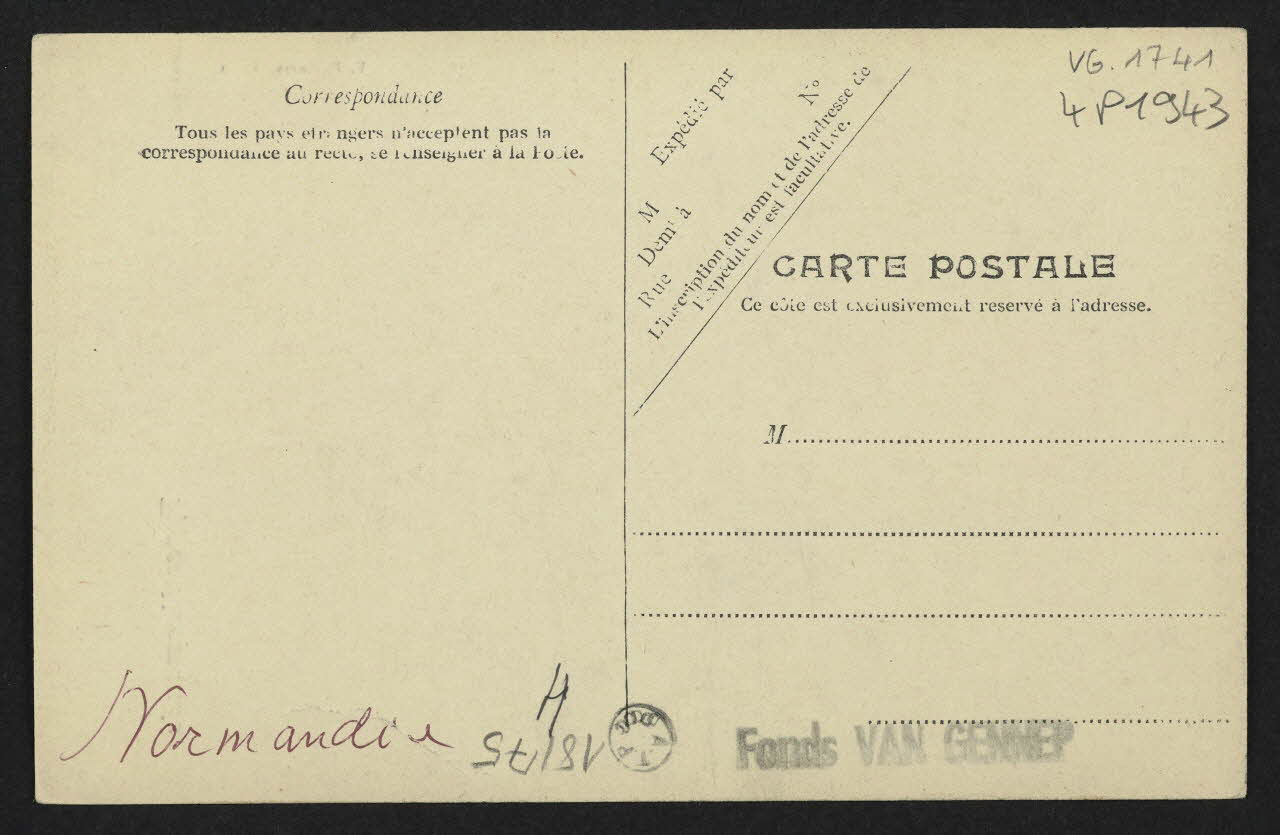 Correspondance
Tous les pays etrangers n'acceptent pas la
correspondance au recto, se renseigner à la Poste.
Expédié par
M
Demt à
Rue
N°
L'inscription du nom et de l'adresse de
l'expéditeur est facultative.
VG. 1741
4P1943
CARTE POSTALE
Ce côte est exclusivement reservé à l'adresse.
M
Normandie
H
Fonds VAN GENNEP